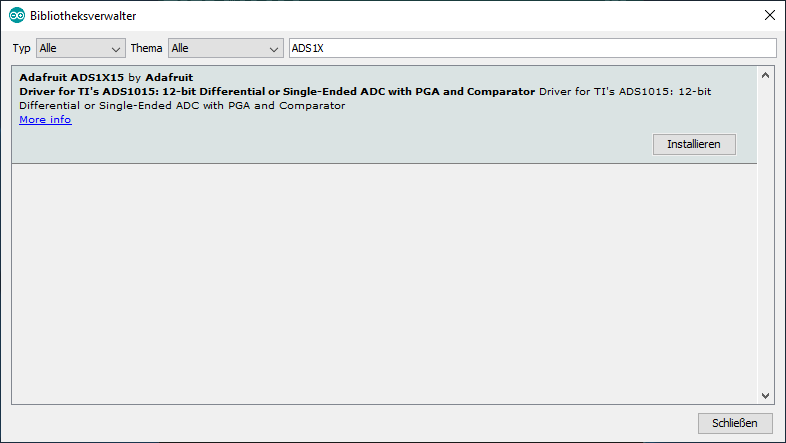 Bibliotheksverwalter
Typ Alle Thema Alle ADS1X
Adafruit ADS1X15 by Adafruit
Driver for TI's ADS1015: 12-bit Differential or Single-Ended ADC with PGA and Comparator Driver for TI's ADS1015: 12-bit
Differential or Single-Ended ADC with PGA and Comparator
More info
Installieren
Schließen